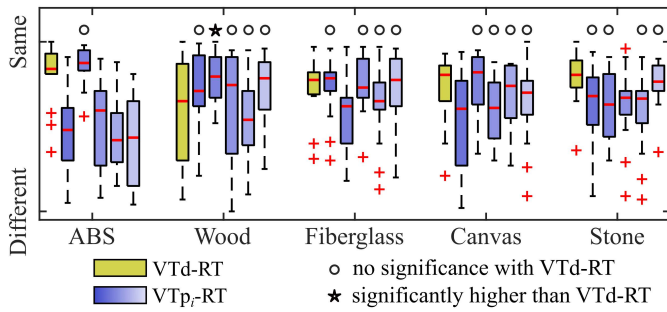 Same
Different
ABS Wood Fiberglass Canvas Stone
VTd-RT
no significance with VTd-RT
VTpᵢ-RT
significantly higher than VTd-RT